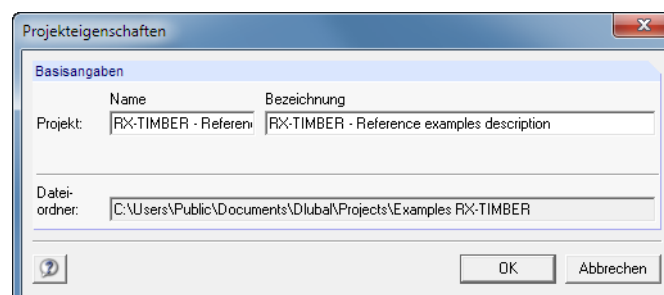 Projekteigenschaften
Basisangaben
Name Bezeichnung
Projekt: RX-TIMBER - Referen RX-TIMBER - Reference examples description
Datei-
ordner: C:\Users\Public\Documents\Dlubal\Projects\Examples RX-TIMBER
OK Abbrechen